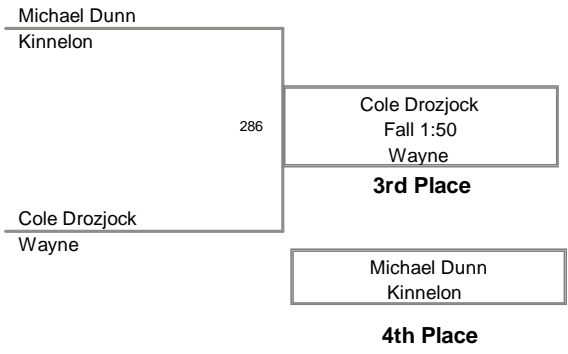 Michael Dunn
Kinnelon
286
Cole Drozjock
Fall 1:50
Wayne
3rd Place
Cole Drozjock
Wayne
Michael Dunn
Kinnelon
4th Place